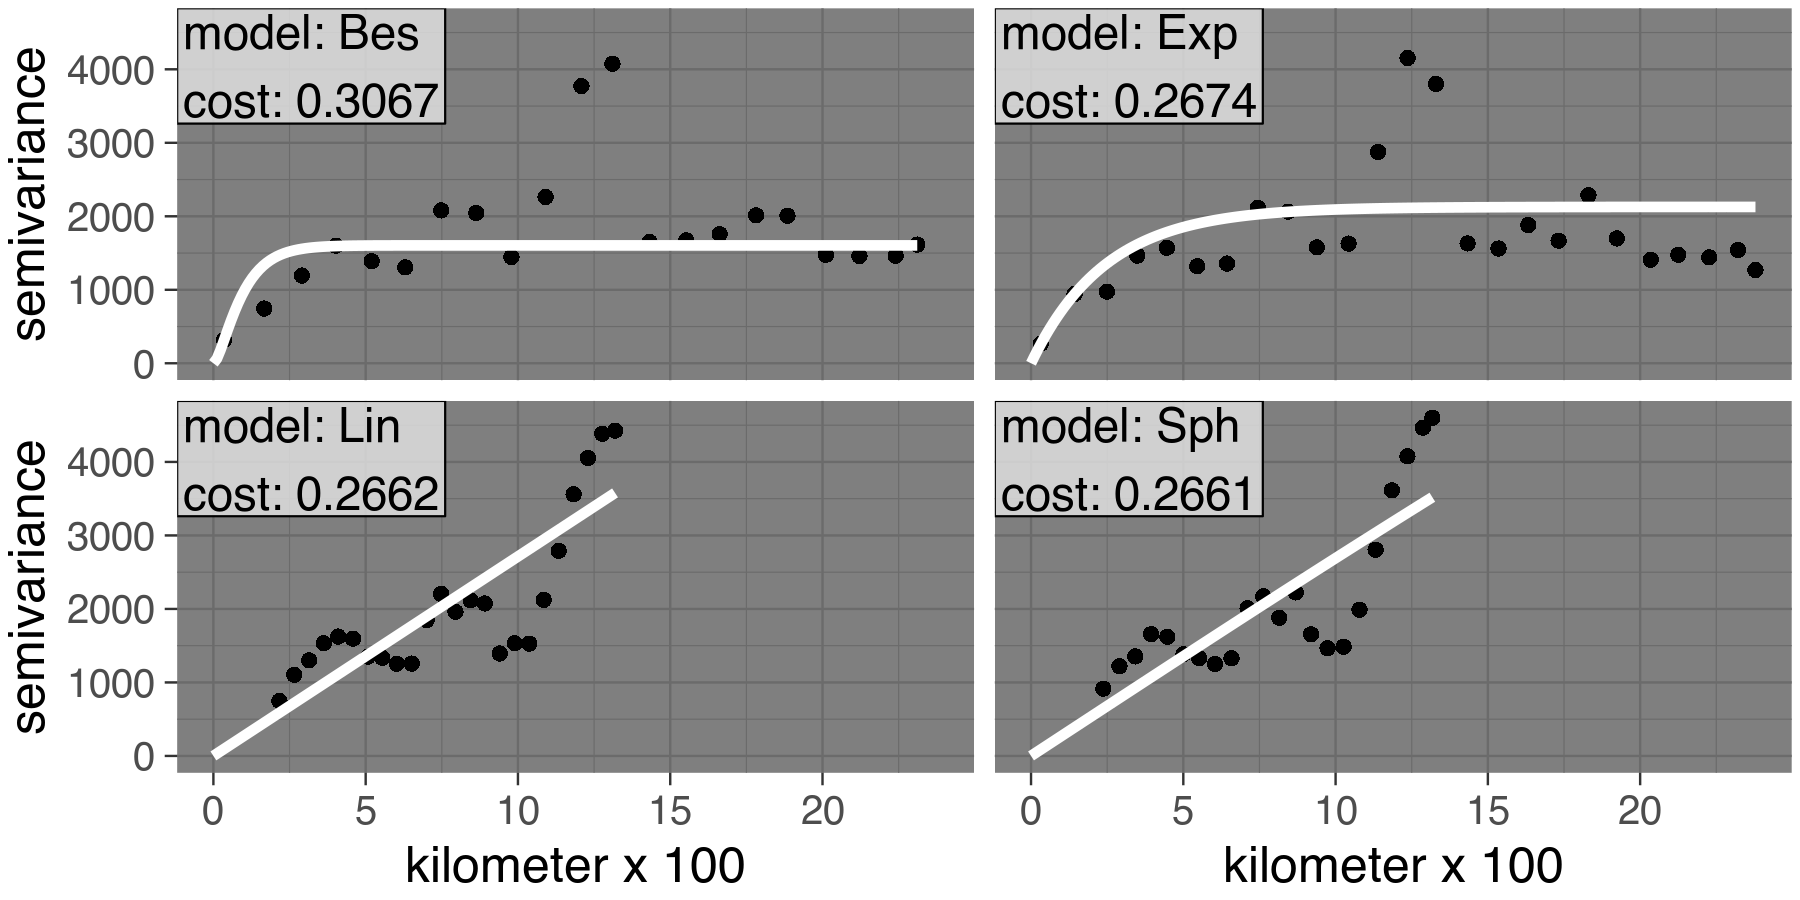 model: Bes
cost: 0.3067
model: Exp
cost: 0.2674
semivariance
4000
3000
2000
1000
0
model: Lin
cost: 0.2662
model: Sph
cost: 0.2661
semivariance
4000
3000
2000
1000
0
0 5 10 15 20
0 5 10 15 20
kilometer x 100
kilometer x 100